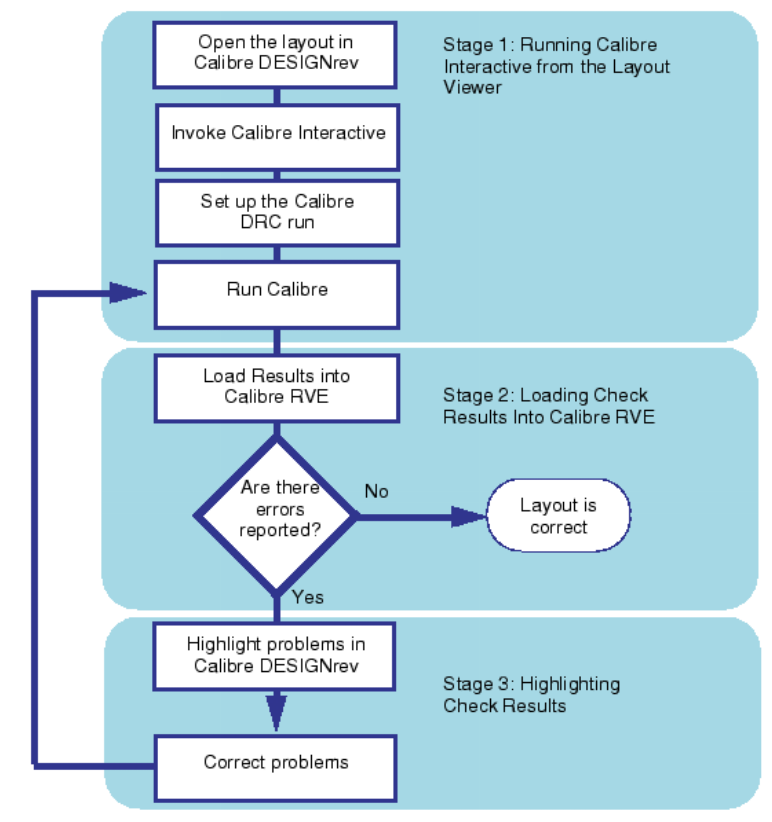 Open the layout in
Calibre DESIGNrev
Stage 1: Running Calibre
Interactive from the Layout
Viewer
Invoke Calibre Interactive
Set up the Calibre
DRC run
Run Calibre
Load Results into
Calibre RVE
Stage 2: Loading Check
Results Into Calibre RVE
Are there
errors
reported?
No
Layout is
correct
Yes
Highlight problems in
Calibre DESIGNrev
Stage 3: Highlighting
Check Results
Correct problems